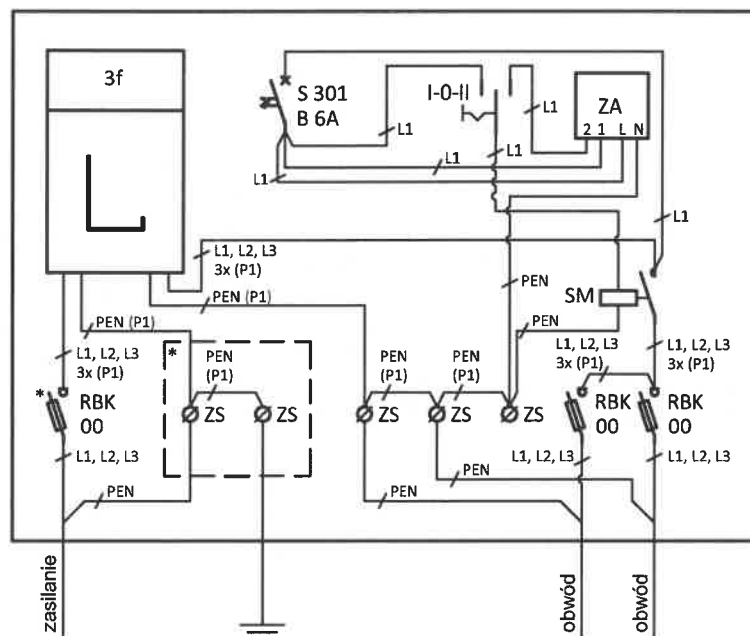 3f
S 301
B 6A
I-0-II
ZA
2 1 L N
L1
L1
L1
L1
L1
L1
L1, L2, L3
3x (P1)
PEN (P1)
PEN
SM
PEN (P1)
PEN
L1, L2, L3
3x (P1)
*
PEN
(P1)
PEN
(P1)
PEN
(P1)
L1, L2, L3
3x (P1)
L1, L2, L3
3x (P1)
*
RBK
00
ZS
ZS
ZS
ZS
ZS
RBK
00
RBK
00
L1, L2, L3
L1, L2, L3
L1, L2, L3
PEN
PEN
PEN
zasilanie
obwód
obwód